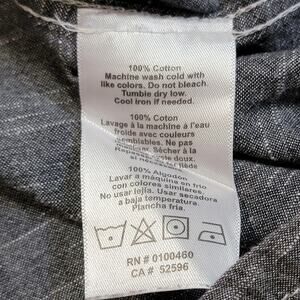 100% Cotton
Machine wash cold with
like colors. Do not bleach.
Tumble dry low.
Cool iron if needed.
100% Coton
Lavage à la machine à l'eau
froide avec couleurs
semblables. Ne pas
Sécher à la
doux.
tiède
100% Algodón
Lavar a máquina en frío
con colores similares.
No usar lejía. Usar secadora
a baja temperatura.
Plancha fría.
RN # 0100460
CA # 52596